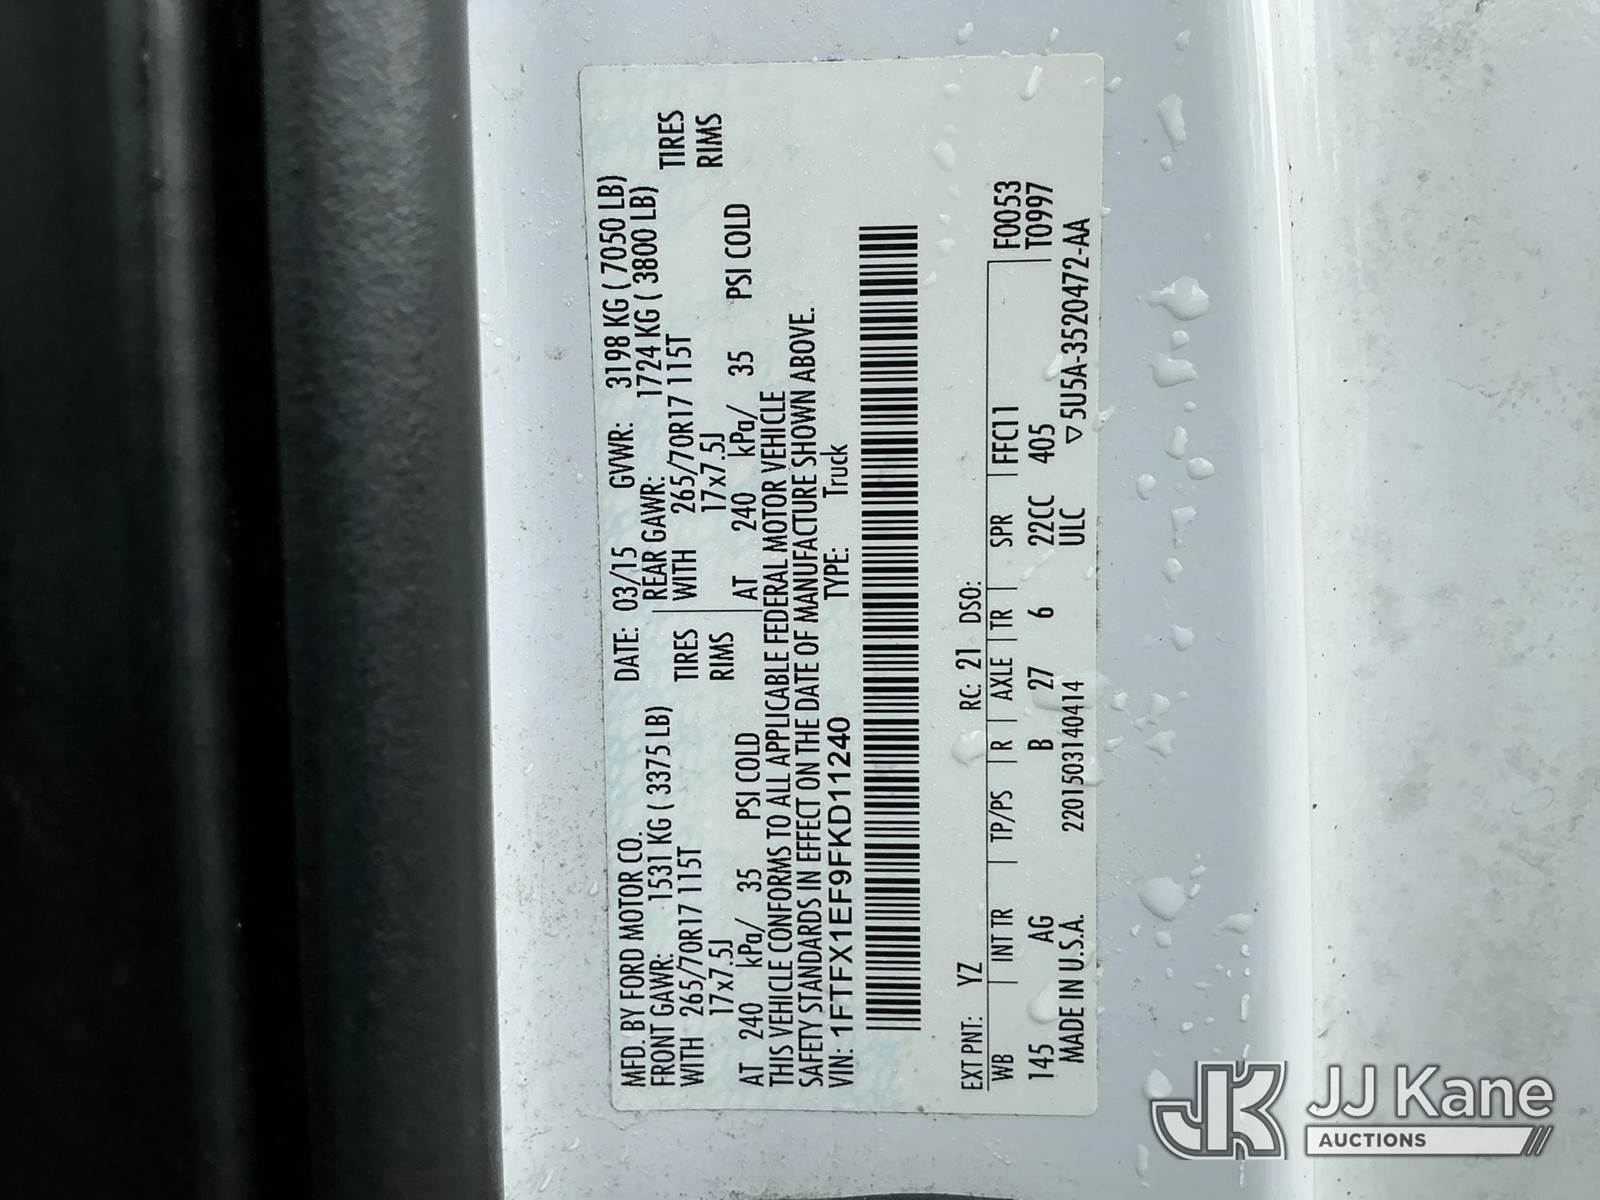 MFD. BY FORD MOTOR CO. DATE: 03/15 GVWR: 3198 KG ( 7050 LB)
FRONT GAWR: 1531 KG ( 3375 LB) REAR GAWR: 1724 KG ( 3800 LB)
WITH 265/70R17 115T TIRES WITH 265/70R17 115T TIRES
17x7.5J RIMS 17x7.5J RIMS
AT 240 kPa/ 35 PSI COLD AT 240 kPa/ 35 PSI COLD
THIS VEHICLE CONFORMS TO ALL APPLICABLE FEDERAL MOTOR VEHICLE
SAFETY STANDARDS IN EFFECT ON THE DATE OF MANUFACTURE SHOWN ABOVE.
VIN: 1FTFX1EF9FKD11240 TYPE: Truck
EXT PNT: YZ RC: 21 DSO:
WB INT TR TP/PS R AXLE TR SPR FFC11 F0053
145 AG B 27 6 22CC 405 T0997
MADE IN U.S.A. 220150314041​4 ULC ▽5U5A-3520472-AA
JK JJ Kane
AUCTIONS